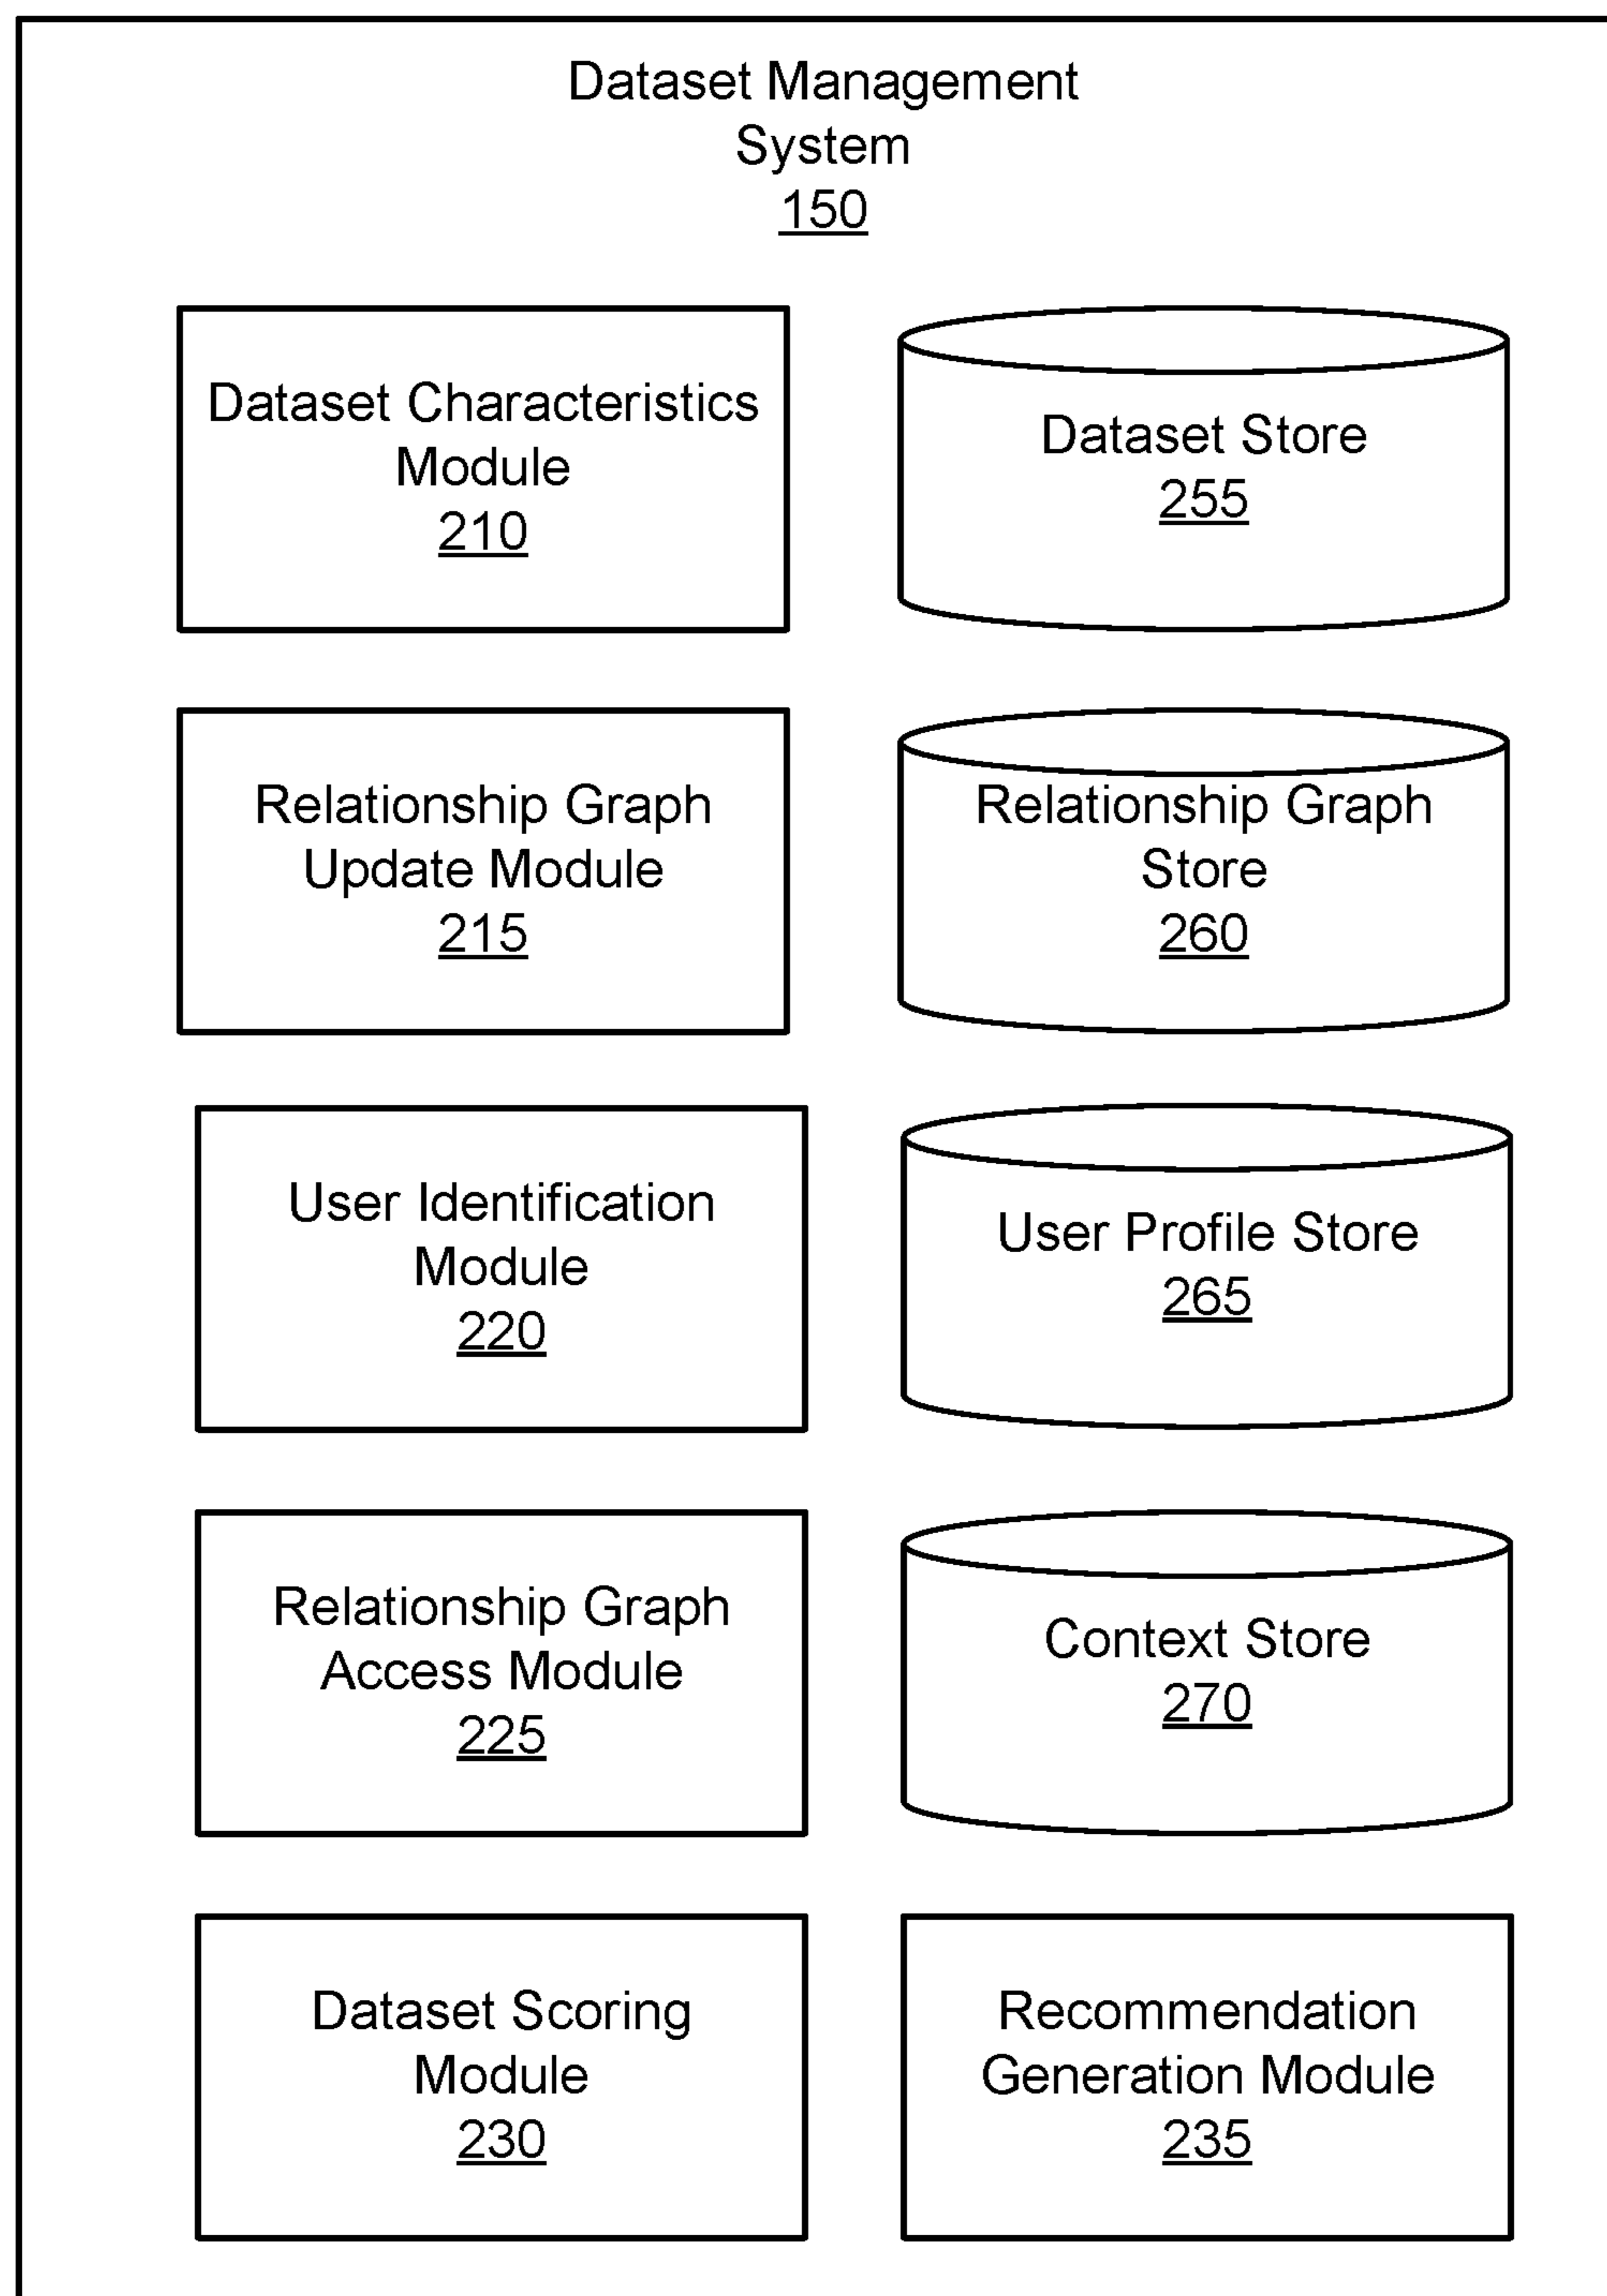 Dataset Management
System
150
Dataset Characteristics
Module
210
Dataset Store
255
Relationship Graph
Update Module
215
Relationship Graph
Store
260
User Identification
Module
220
User Profile Store
265
Relationship Graph
Access Module
225
Context Store
270
Dataset Scoring
Module
230
Recommendation
Generation Module
235